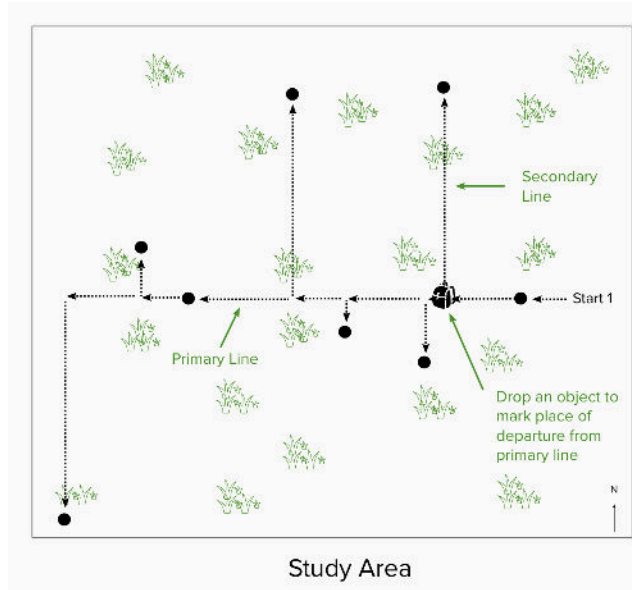 Secondary
Line
Start 1
Primary Line
Drop an object to
mark place of
departure from
primary line
N
Study Area